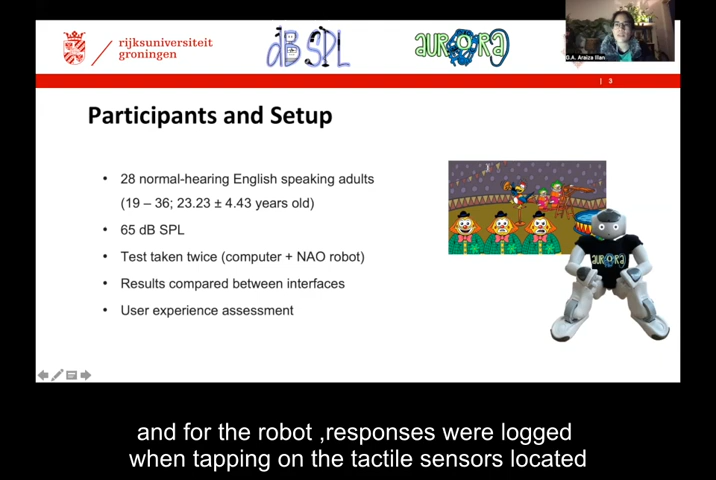 rijksuniversiteit
groningen
dB SPL
AURORA
G.A. Araiza Illan
| 3
Participants and Setup
• 28 normal-hearing English speaking adults
(19 – 36; 23.23 ± 4.43 years old)
• 65 dB SPL
• Test taken twice (computer + NAO robot)
• Results compared between interfaces
• User experience assessment
AURORA
and for the robot ,responses were logged
when tapping on the tactile sensors located